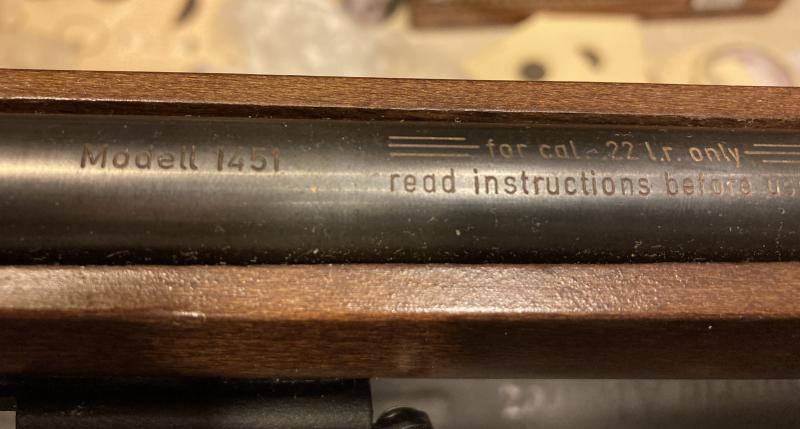 Modell 1451
for cal. .22 l.r. only
read instructions before